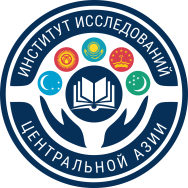 ИНСТИТУТ ИССЛЕДОВАНИЙ
ЦЕНТРАЛЬНОЙ АЗИИ